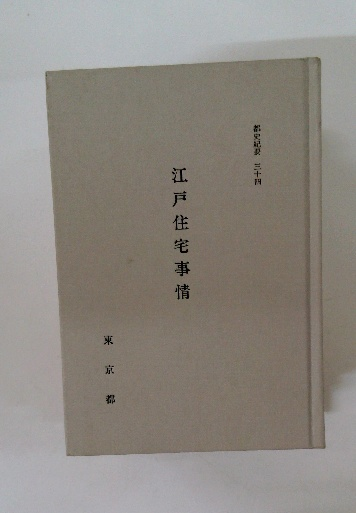 都史紀要 三十四
江戸住宅事情
東京都